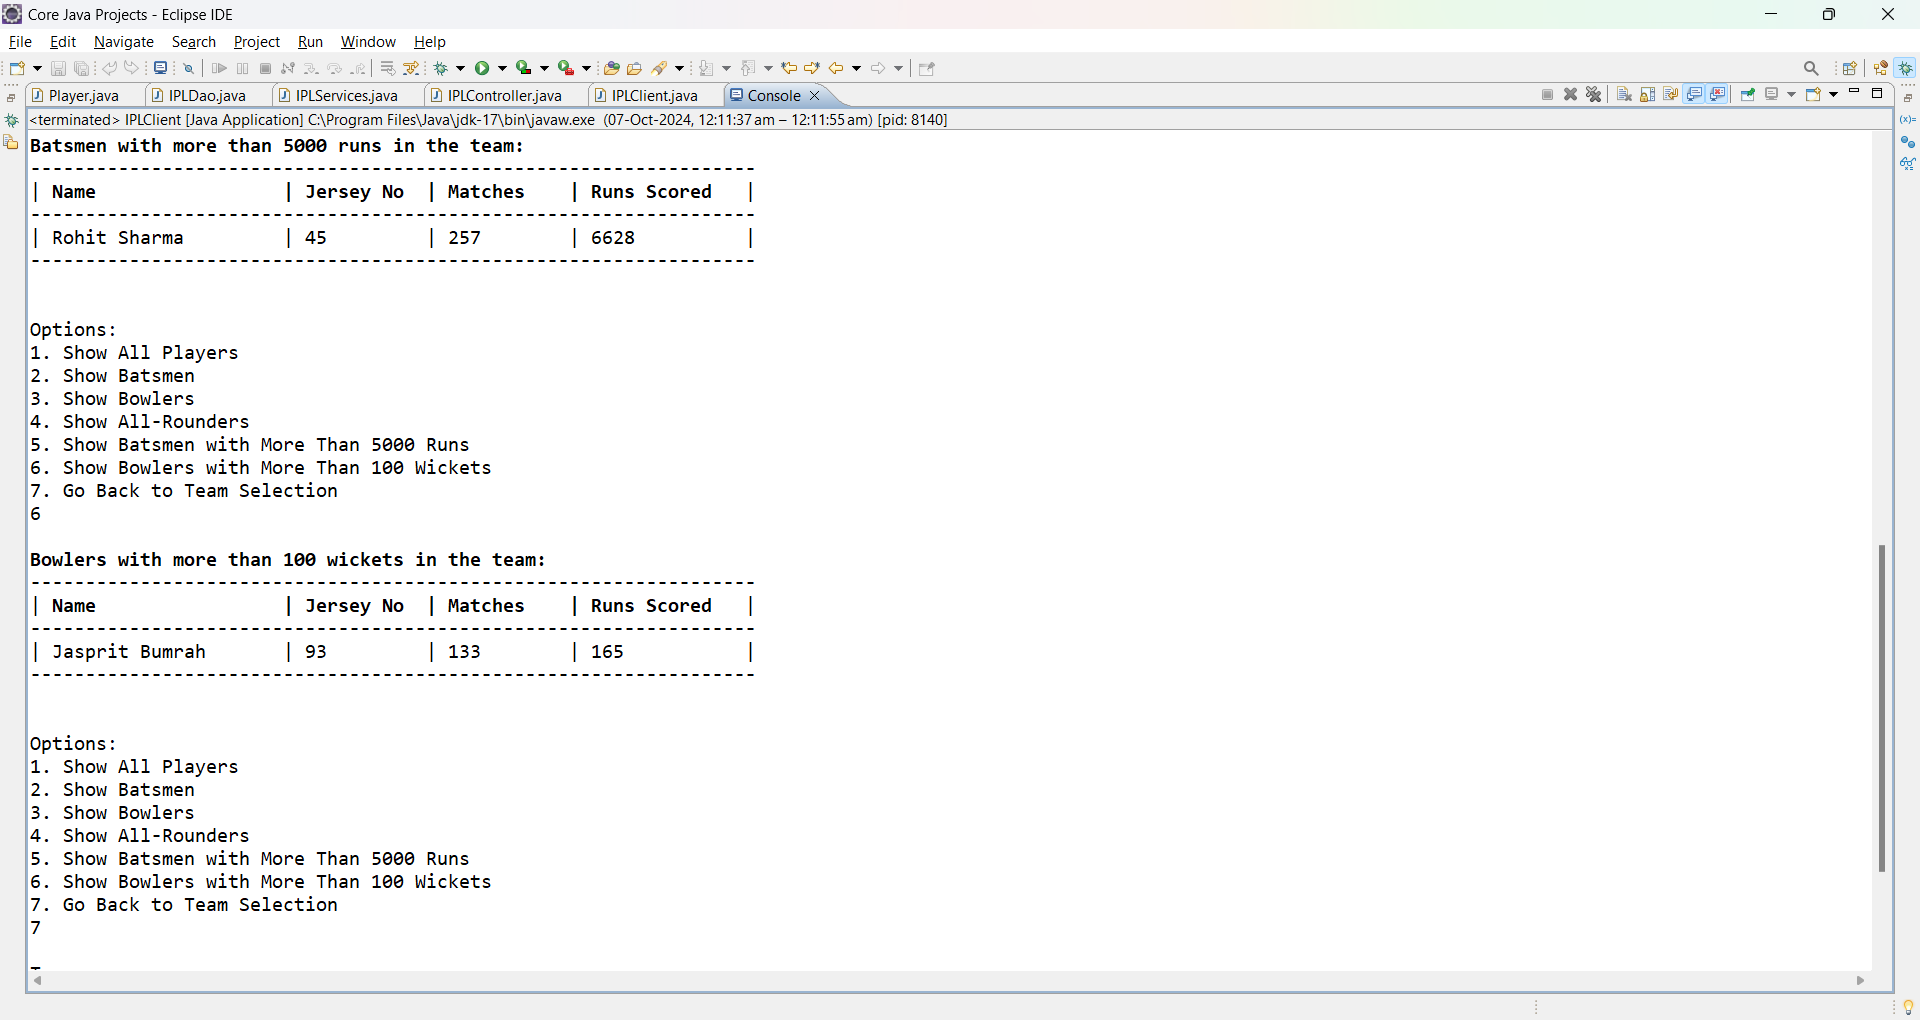 Core Java Projects - Eclipse IDE
File Edit Navigate Search Project Run Window Help
Player.java IPLDao.java IPLServices.java IPLController.java IPLClient.java Console
<terminated> IPLClient [Java Application] C:\Program Files\Java\jdk-17\bin\javaw.exe (07-Oct-2024, 12:11:37 am – 12:11:55 am) [pid: 8140]
Batsmen with more than 5000 runs in the team:
------------------------------------------------------------------
| Name                 | Jersey No  | Matches    | Runs Scored   |
------------------------------------------------------------------
| Rohit Sharma         | 45         | 257        | 6628          |
------------------------------------------------------------------
Options:
1. Show All Players
2. Show Batsmen
3. Show Bowlers
4. Show All-Rounders
5. Show Batsmen with More Than 5000 Runs
6. Show Bowlers with More Than 100 Wickets
7. Go Back to Team Selection
6
Bowlers with more than 100 wickets in the team:
------------------------------------------------------------------
| Name                 | Jersey No  | Matches    | Runs Scored   |
------------------------------------------------------------------
| Jasprit Bumrah       | 93         | 133        | 165           |
------------------------------------------------------------------
Options:
1. Show All Players
2. Show Batsmen
3. Show Bowlers
4. Show All-Rounders
5. Show Batsmen with More Than 5000 Runs
6. Show Bowlers with More Than 100 Wickets
7. Go Back to Team Selection
7